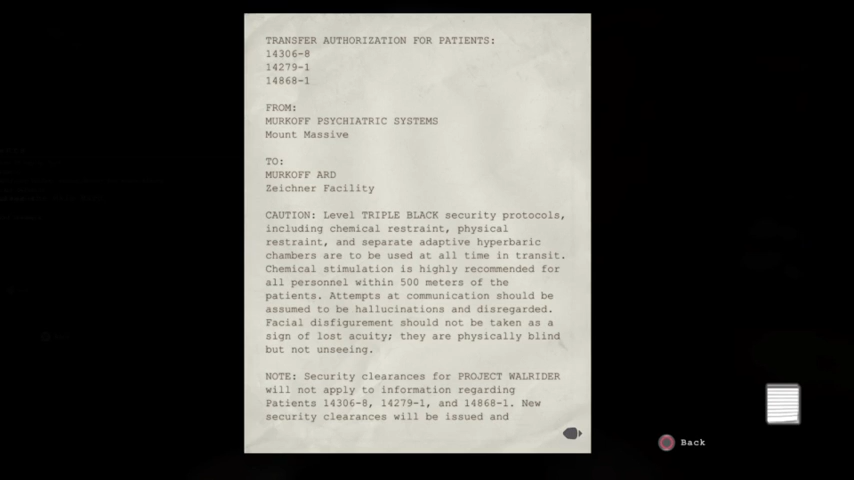 TRANSFER AUTHORIZATION FOR PATIENTS:
14306-8
14279-1
14868-1
FROM:
MURKOFF PSYCHIATRIC SYSTEMS
Mount Massive
TO:
MURKOFF ARD
Zeichner Facility
CAUTION: Level TRIPLE BLACK security protocols,
including chemical restraint, physical
restraint, and separate adaptive hyperbaric
chambers are to be used at all time in transit.
Chemical stimulation is highly recommended for
all personnel within 500 meters of the
patients. Attempts at communication should be
assumed to be hallucinations and disregarded.
Facial disfigurement should not be taken as a
sign of lost acuity; they are physically blind
but not unseeing.
NOTE: Security clearances for PROJECT WALRIDER
will not apply to information regarding
Patients 14306-8, 14279-1, and 14868-1. New
security clearances will be issued and
Back